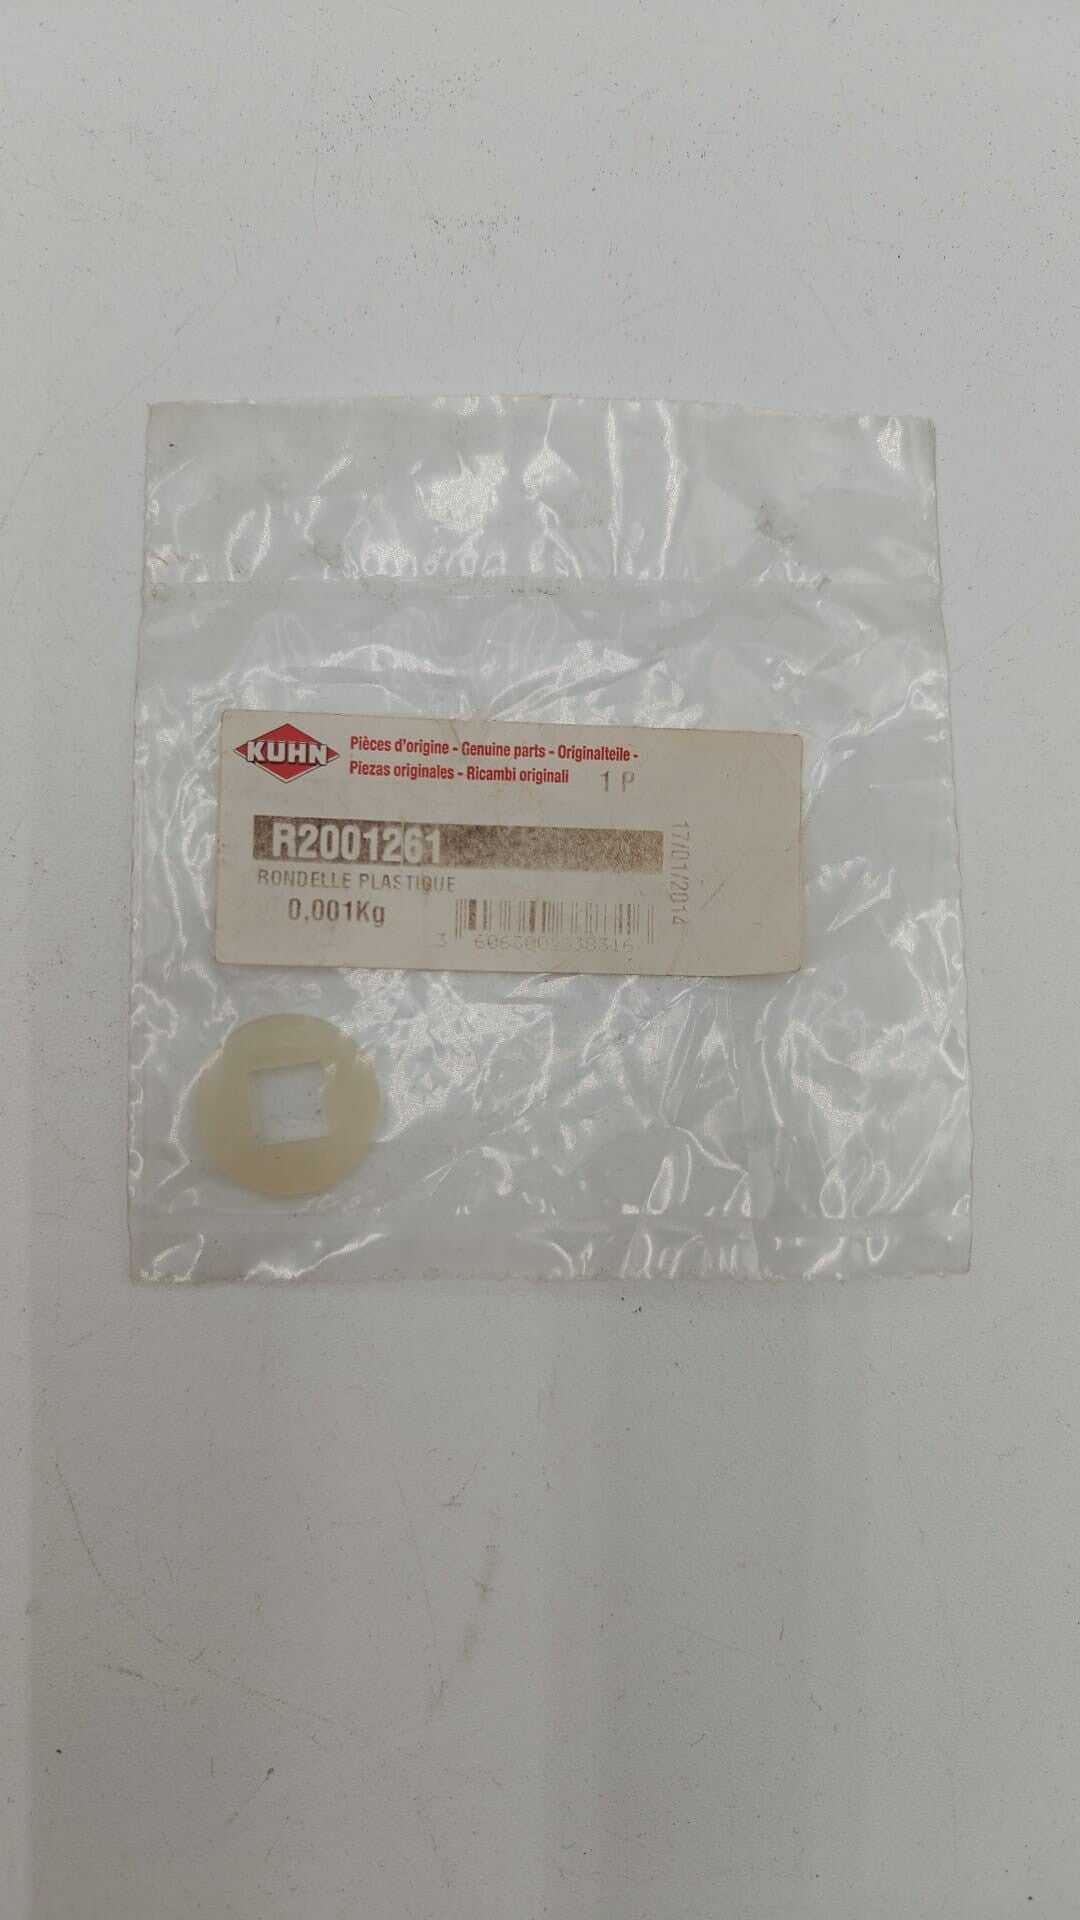 KUHN
Pièces d'origine - Genuine parts - Originalteile -
Piezas originales - Ricambi originali
1 P
R2001261
RONDELLE PLASTIQUE
0,001Kg
17/01/2014
3